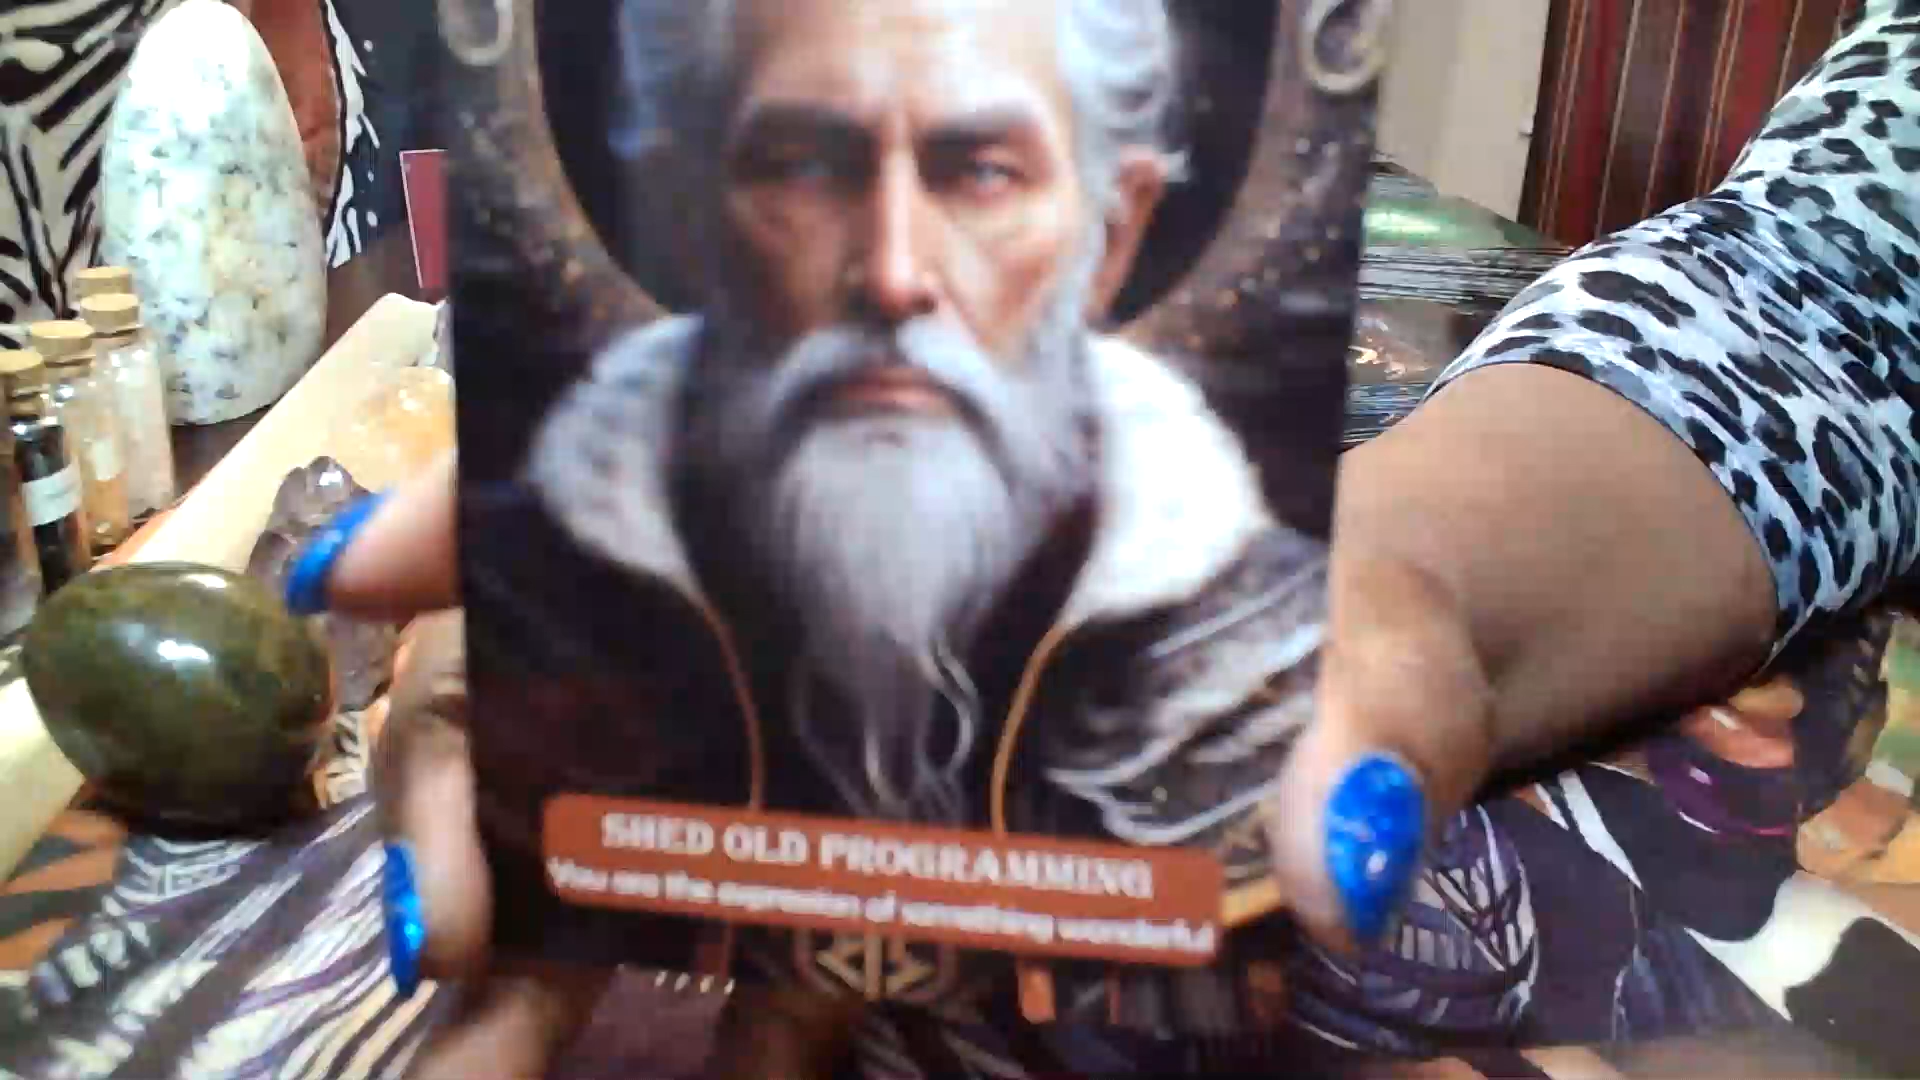 SHED OLD PROGRAMMING
You are the expression of something wonderful